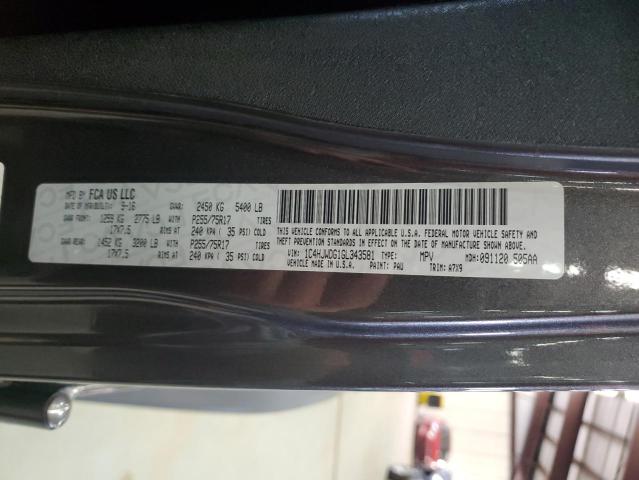 MFD BY FCA US LLC
DATE OF MFR 9-16 GVWR: 2450 KG 5400 LB
GAWR FRONT: 1259 KG 2775 LB P255/75R17 TIRES
17X7.5 RIMS AT 240 KPA ( 35 PSI) COLD
GAWR REAR: 1452 KG 3200 LB P255/75R17 TIRES
17X7.5 RIMS AT 240 KPA ( 35 PSI) COLD
THIS VEHICLE CONFORMS TO ALL APPLICABLE U.S.A. FEDERAL MOTOR VEHICLE SAFETY AND
THEFT PREVENTION STANDARDS IN EFFECT ON THE DATE OF MANUFACTURE SHOWN ABOVE.
VIN: 1C4HJWDG1GL343581 TYPE: MPV MDH: 091120 505AA
VEHICLE MADE IN U.S.A. PAINT: PAU TRIM: A7X9